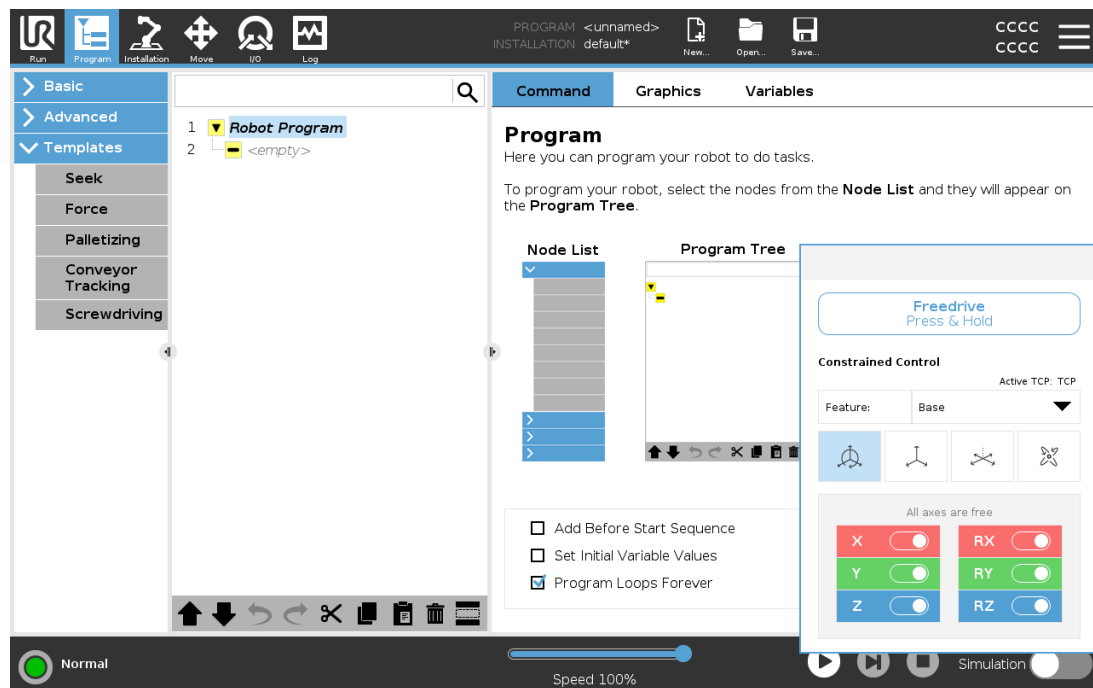 PROGRAM <unnamed>
INSTALLATION default*
CCCC
CCCC
UR
Run
Program
Installation
Move
I/O
Log
New...
Open...
Save...
Basic
Advanced
Templates
Seek
Force
Palletizing
Conveyor
Tracking
Screwdriving
1 Robot Program
2 <empty>
Command Graphics Variables
Program
Here you can program your robot to do tasks.
To program your robot, select the nodes from the Node List and they will appear on
the Program Tree.
Node List
Program Tree
Add Before Start Sequence
Set Initial Variable Values
Program Loops Forever
Freedrive
Press & Hold
Constrained Control
Active TCP: TCP
Feature: Base
All axes are free
X RX
Y RY
Z RZ
Normal
Speed 100%
Simulation